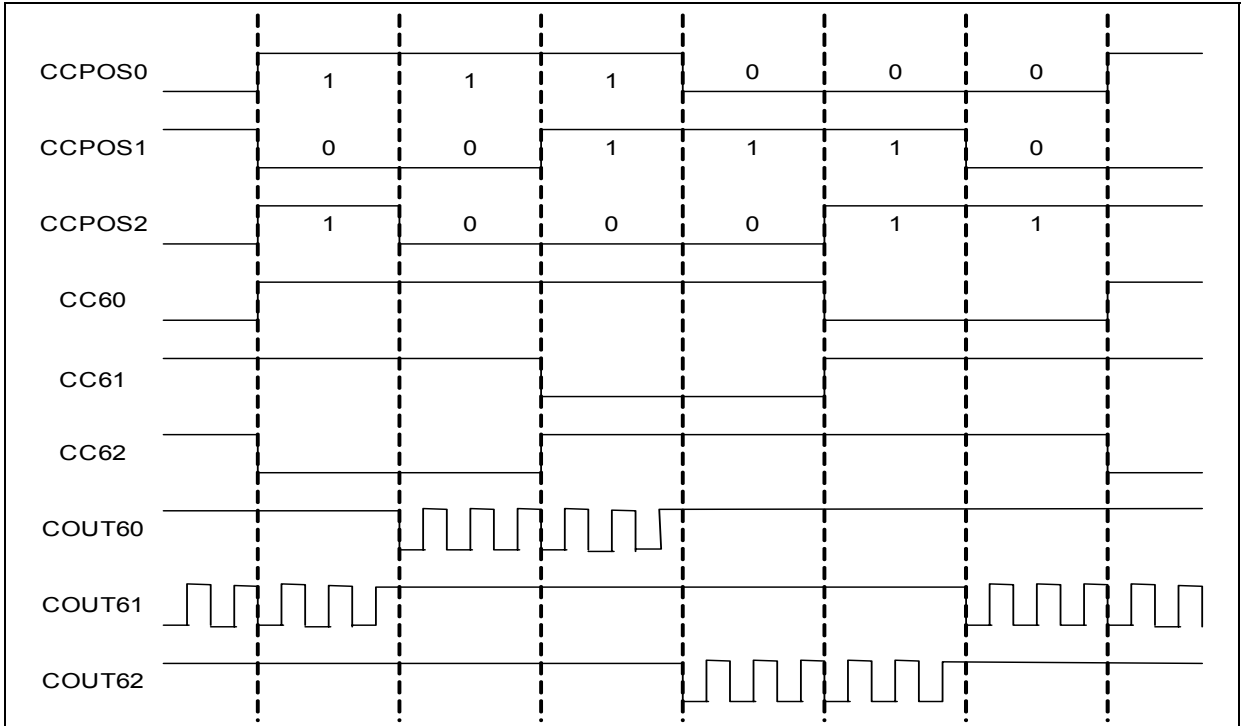 CCPOS0 1 1 1 0 0 0
CCPOS1 0 0 1 1 1 0
CCPOS2 1 0 0 0 1 1
CC60
CC61
CC62
COUT60
COUT61
COUT62